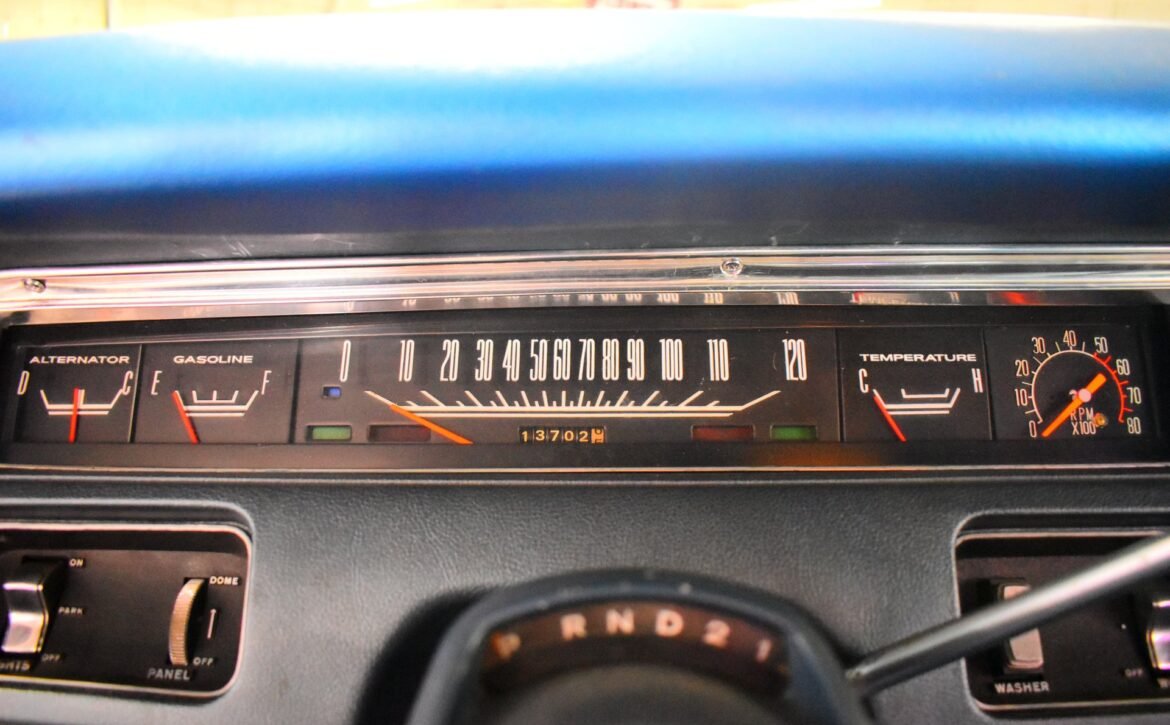 ALTERNATOR
D C
GASOLINE
E F
0 10 20 30 40 50 60 70 80 90 100 110 120
13702
TEMPERATURE
C H
0 10 20 30 40 50 60 70 80
RPM
X100
ON
PARK
OFF
DOME
OFF
PANEL
P R N D 2 1
WASHER
OFF